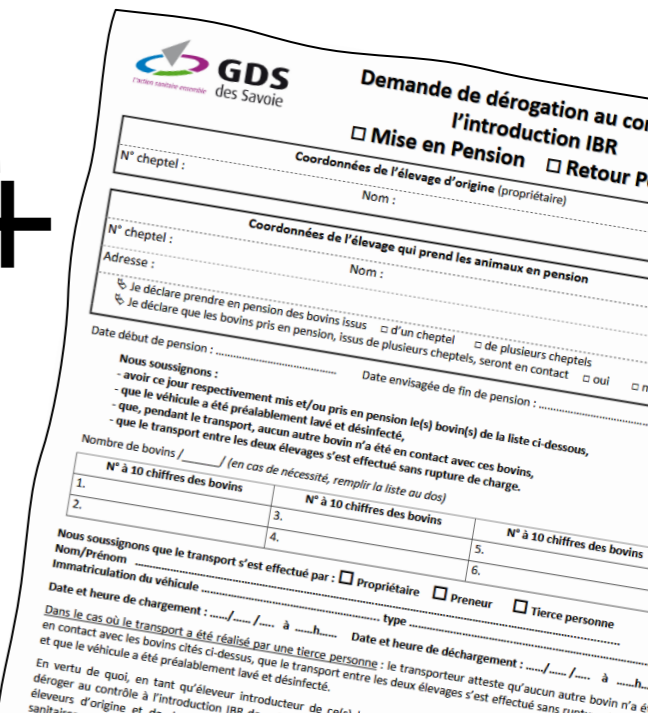 GDS
des Savoie
l'action sanitaire ensemble
Demande de dérogation au
l'introduction IBR
□ Mise en Pension □ Retour
Coordonnées de l'élevage d'origine (propriétaire)
N° cheptel :
Nom :
Coordonnées de l'élevage qui prend les animaux en pension
N° cheptel :
Nom :
Adresse :
Je déclare prendre en pension des bovins issus □ d'un cheptel □ de plusieurs cheptels
Je déclare que les bovins pris en pension, issus de plusieurs cheptels, seront en contact □ oui □
Date début de pension : .................... Date envisagée de fin de pension : ....................
Nous soussignons :
- avoir ce jour respectivement mis et/ou pris en pension le(s) bovin(s) de la liste ci-dessous,
- que le véhicule a été préalablement lavé et désinfecté,
- que, pendant le transport, aucun autre bovin n'a été en contact avec ces bovins,
- que le transport entre les deux élevages s'est effectué sans rupture de charge.
Nombre de bovins /______/ (en cas de nécessité, remplir la liste au dos)
N° à 10 chiffres des bovins N° à 10 chiffres des bovins N° à 10 chiffres des bovins
1. 3. 5.
2. 4. 6.
Nous soussignons que le transport s'est effectué par : □ Propriétaire □ Preneur □ Tierce personne
Nom/Prénom ....................
Immatriculation du véhicule .................... type ....................
Date et heure de chargement : ....../...... /...... à ......h...... Date et heure de déchargement : ....../...... /...... à ......h
Dans le cas où le transport a été réalisé par une tierce personne : le transporteur atteste qu'aucun autre bovin n'a
en contact avec les bovins cités ci-dessus, que le transport entre les deux élevages s'est effectué sans
et que le véhicule a été préalablement lavé et désinfecté.
En vertu de quoi, en tant qu'éleveur introducteur de
déroger au contrôle à l'introduction IBR
éleveurs d'origine et